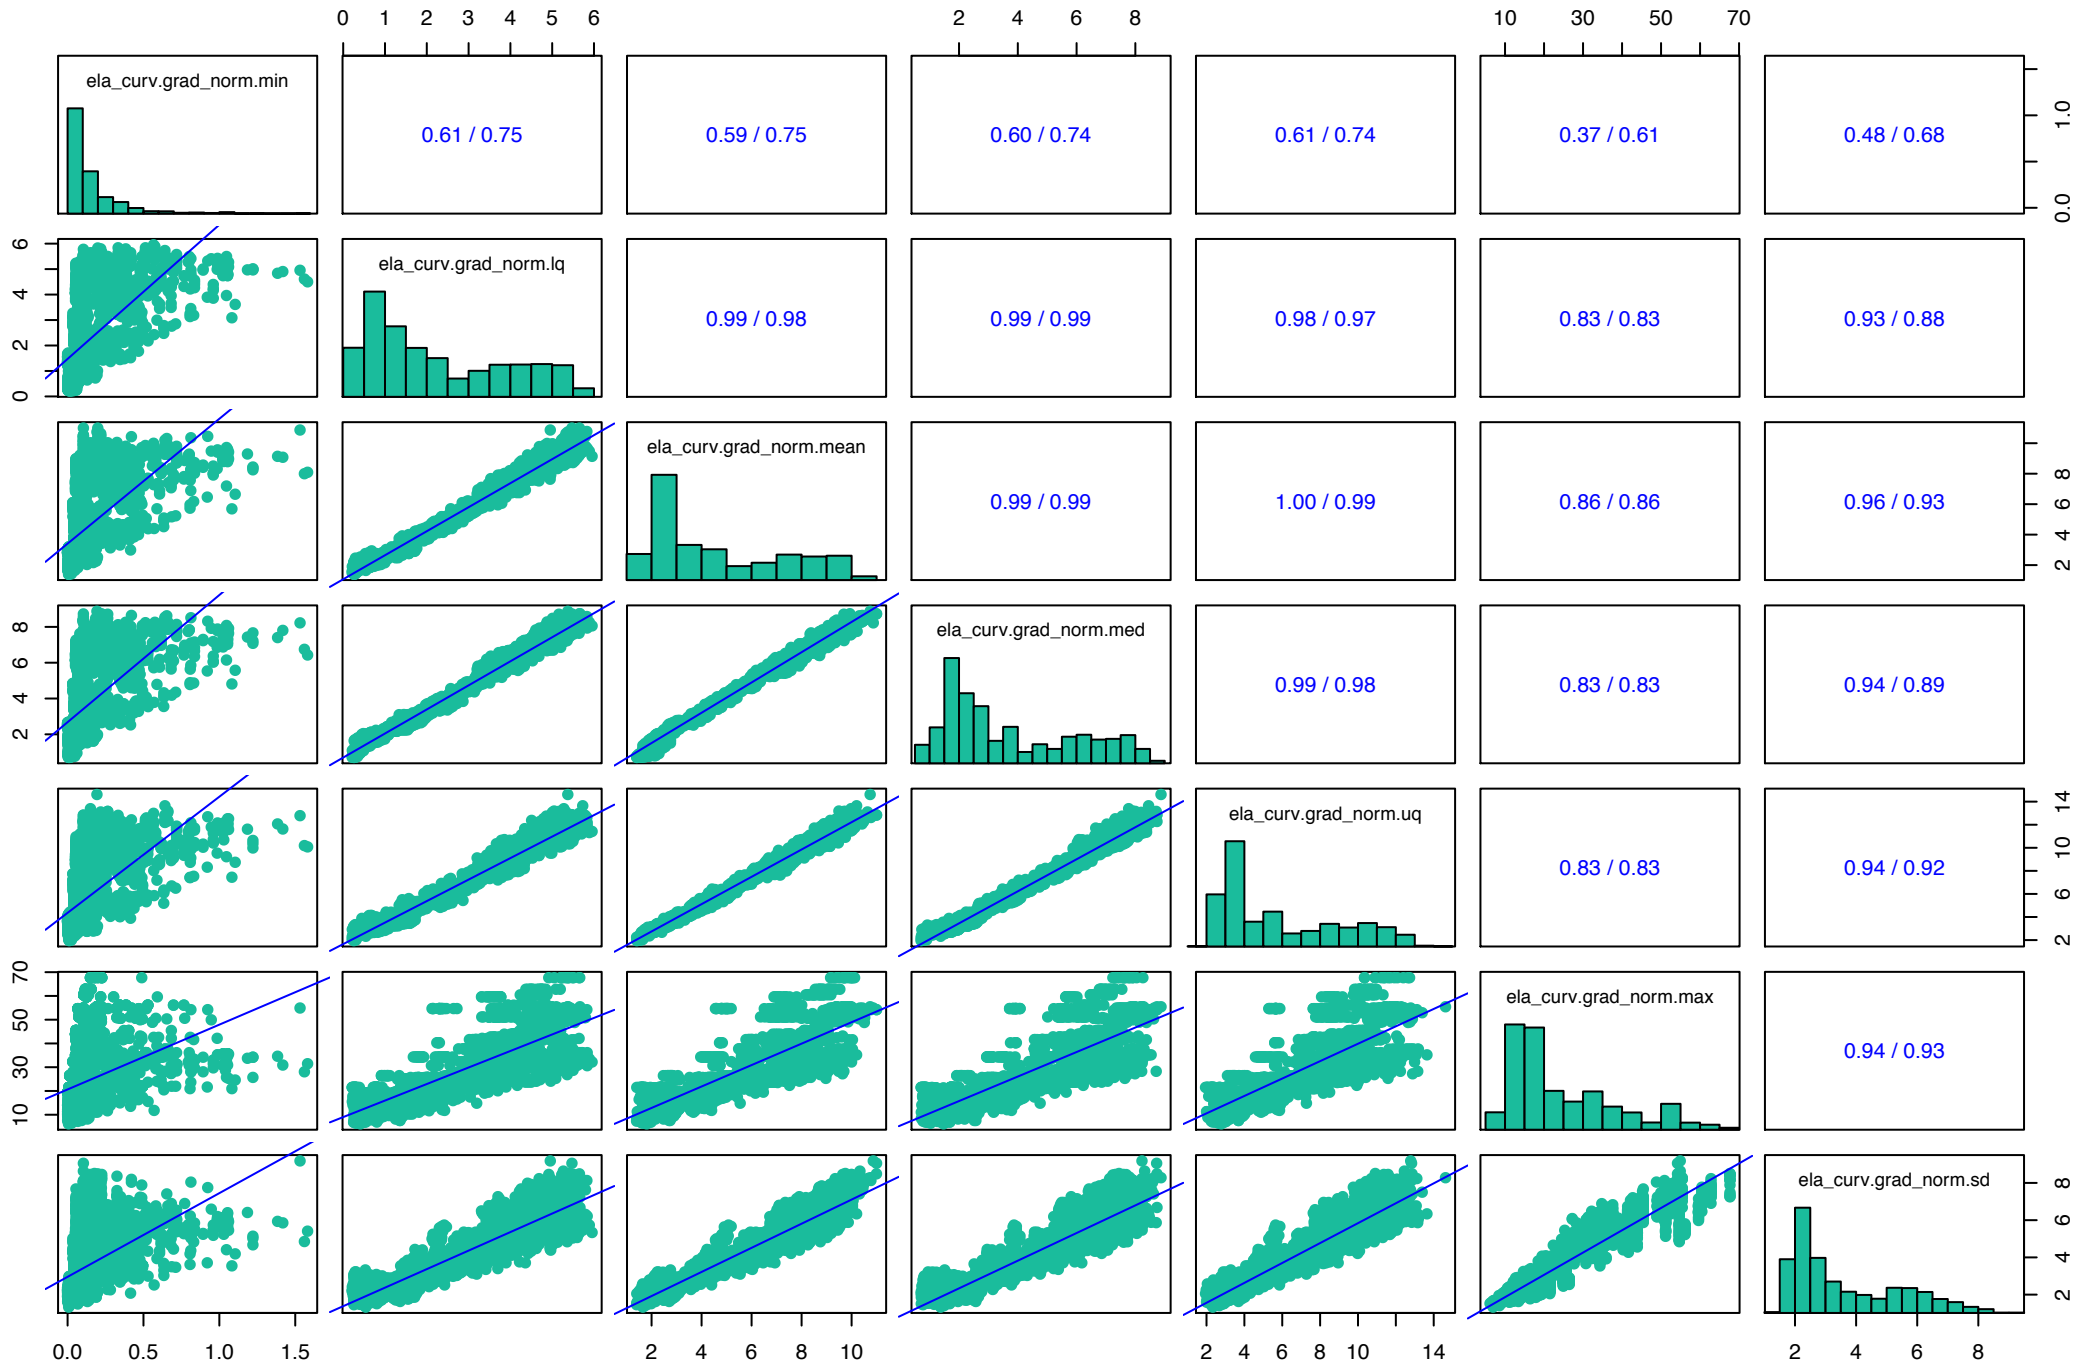 0 1 2 3 4 5 6
2 4 6 8
10 30 50 70
ela_curv.grad_norm.min
0.61 / 0.75
0.59 / 0.75
0.60 / 0.74
0.61 / 0.74
0.37 / 0.61
0.48 / 0.68
0.0 1.0
0 2 4 6
ela_curv.grad_norm.lq
0.99 / 0.98
0.99 / 0.99
0.98 / 0.97
0.83 / 0.83
0.93 / 0.88
ela_curv.grad_norm.mean
0.99 / 0.99
1.00 / 0.99
0.86 / 0.86
0.96 / 0.93
2 4 6 8
2 4 6 8
ela_curv.grad_norm.med
0.99 / 0.98
0.83 / 0.83
0.94 / 0.89
ela_curv.grad_norm.uq
0.83 / 0.83
0.94 / 0.92
2 6 10 14
10 30 50 70
ela_curv.grad_norm.max
0.94 / 0.93
ela_curv.grad_norm.sd
2 4 6 8
0.0 0.5 1.0 1.5
2 4 6 8 10
2 4 6 8 10 14
2 4 6 8